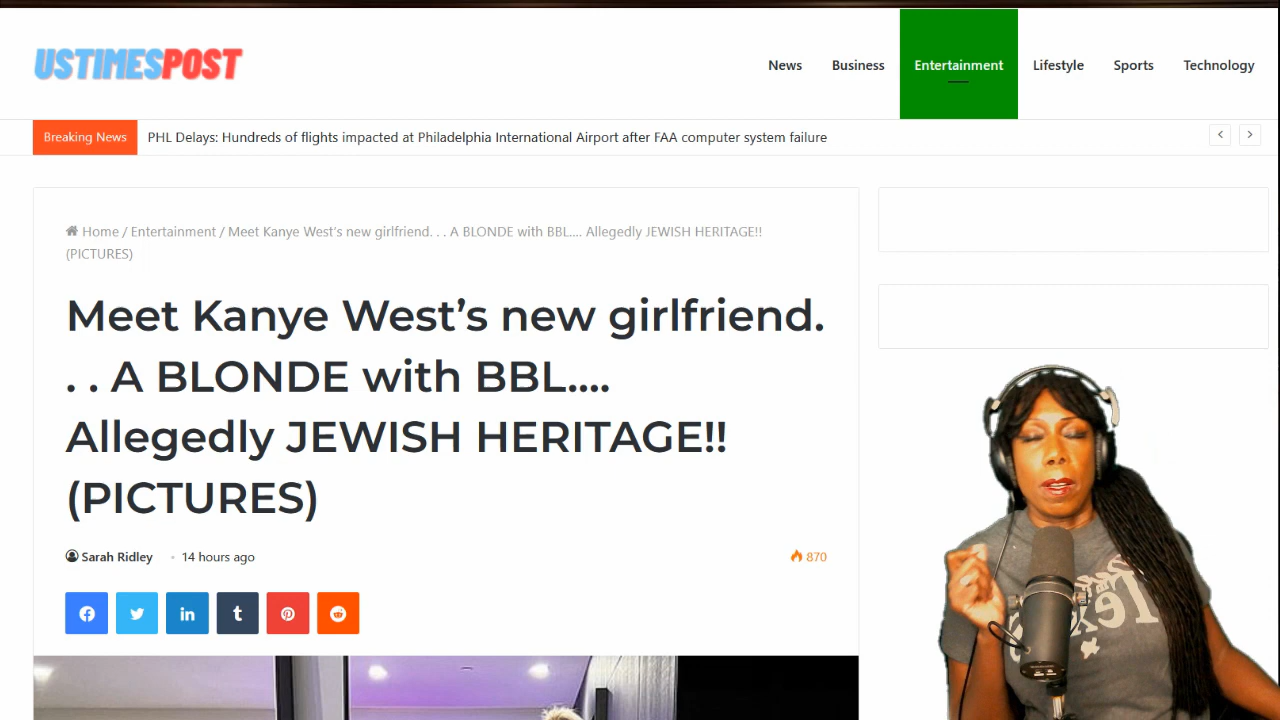 USTIMESPOST
News Business Entertainment Lifestyle Sports Technology
Breaking News PHL Delays: Hundreds of flights impacted at Philadelphia International Airport after FAA computer system failure
Home / Entertainment / Meet Kanye West's new girlfriend. . . A BLONDE with BBL.... Allegedly JEWISH HERITAGE!!
(PICTURES)
Meet Kanye West’s new girlfriend.
. . A BLONDE with BBL....
Allegedly JEWISH HERITAGE!!
(PICTURES)
Sarah Ridley • 14 hours ago 870